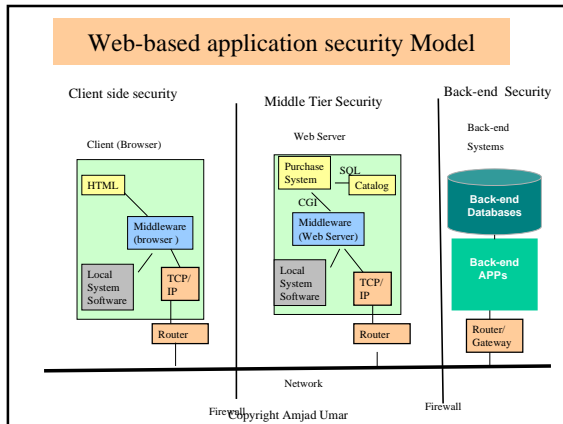 Web-based application security Model
Client side security
Middle Tier Security
Back-end Security
Client (Browser)
HTML
Middleware
(browser )
Local
System
Software
TCP/
IP
Router
Web Server
Purchase
System
SQL
Catalog
CGI
Middleware
(Web Server)
Local
System
Software
TCP/
IP
Router
Back-end
Systems
Back-end
Databases
Back-end
APPs
Router/
Gateway
Network
Firewall
Firewall
Copyright Amjad Umar